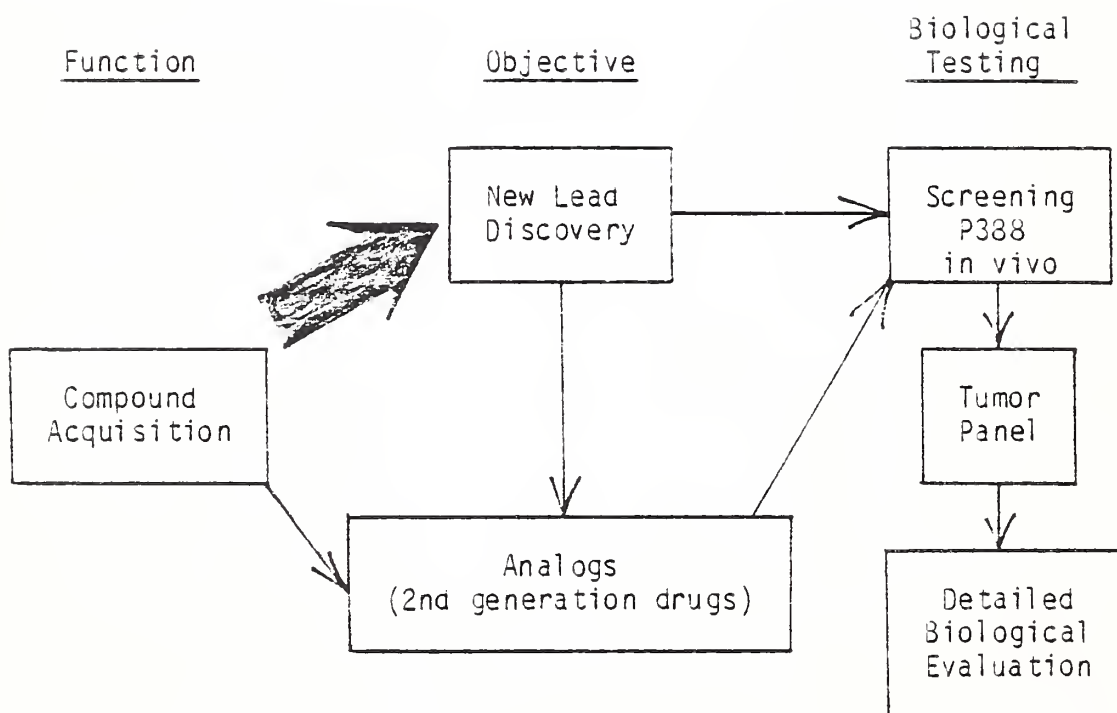 Function
Objective
Biological
Testing
New Lead
Discovery
Screening
P388
in vivo
Compound
Acquisition
Tumor
Panel
Analogs
(2nd generation drugs)
Detailed
Biological
Evaluation